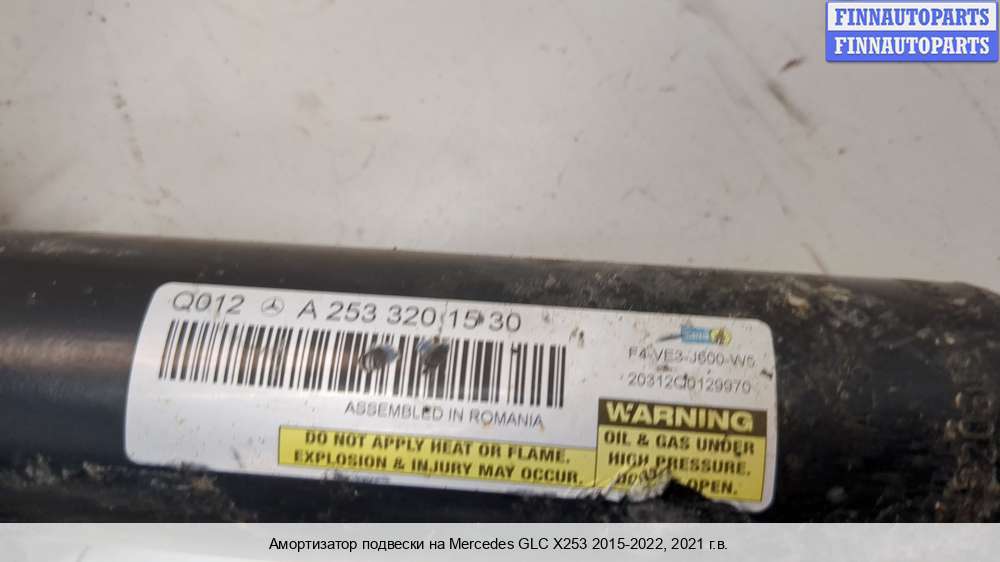 FINNAUTOPARTS
FINNAUTOPARTS
Q012 A 253 320 15 30
ASSEMBLED IN ROMANIA
F4-VE3-J600-W5
20312Q0129970
DO NOT APPLY HEAT OR FLAME.
EXPLOSION & INJURY MAY OCCUR.
WARNING
OIL & GAS UNDER
HIGH PRESSURE.
OPEN.
Амортизатор подвески на Mercedes GLC X253 2015-2022, 2021 г.в.